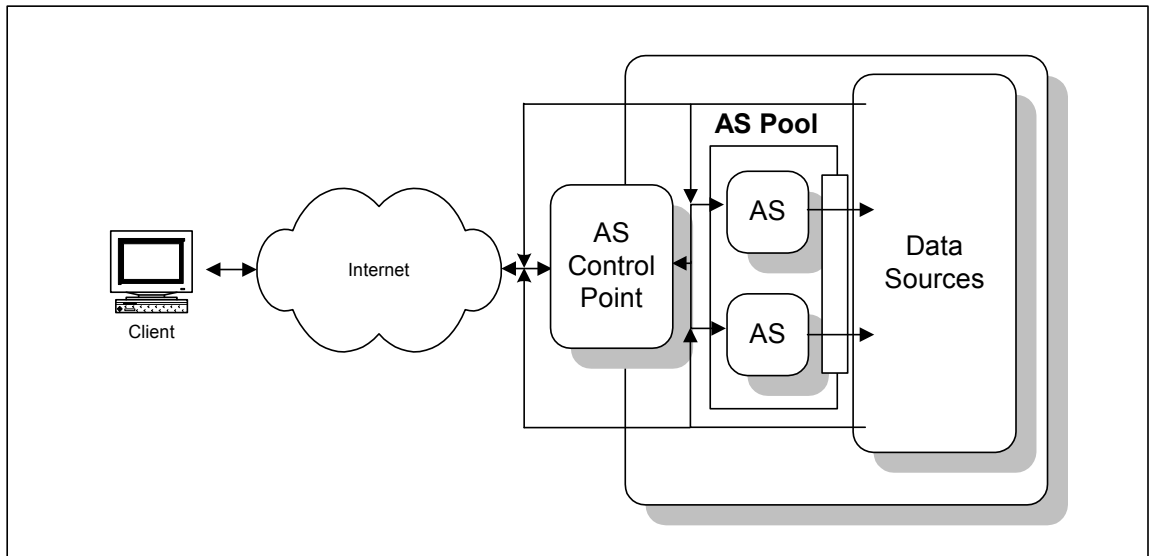 Client
Internet
AS
Control
Point
AS Pool
AS
AS
Data
Sources